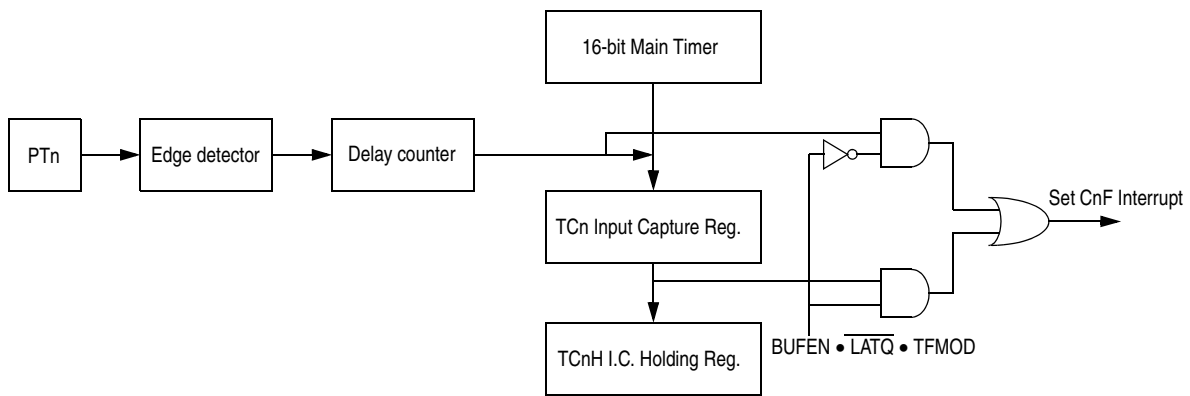 16-bit Main Timer
PTn
Edge detector
Delay counter
TCn Input Capture Reg.
Set CnF Interrupt
TCnH I.C. Holding Reg.
BUFEN • L̅A̅T̅Q̅ • TFMOD